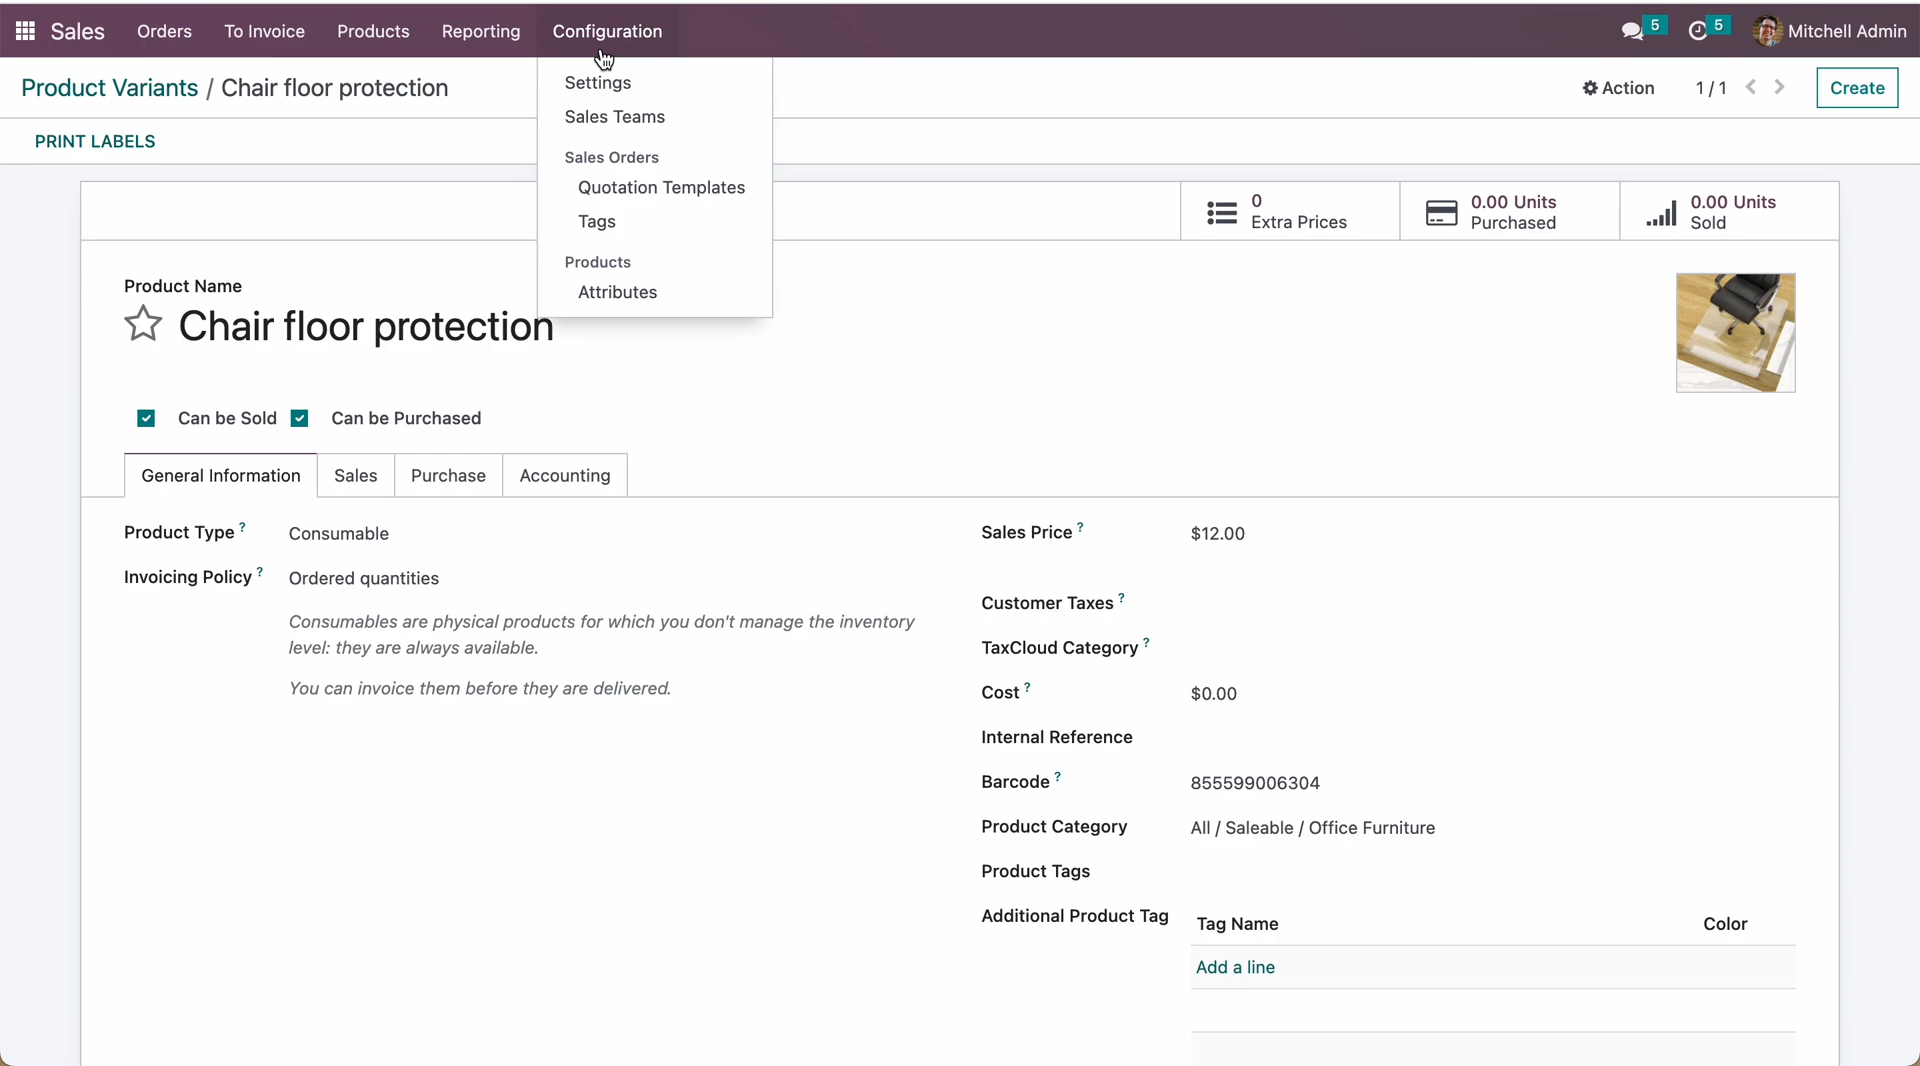 Sales Orders To Invoice Products Reporting Configuration 5 5 Mitchell Admin
Product Variants / Chair floor protection
Action 1 / 1 Create
PRINT LABELS
Settings
Sales Teams
Sales Orders
Quotation Templates
Tags
Products
Attributes
0
Extra Prices
0.00 Units
Purchased
0.00 Units
Sold
Product Name
Chair floor protection
Can be Sold Can be Purchased
General Information Sales Purchase Accounting
Product Type ? Consumable
Invoicing Policy ? Ordered quantities
Consumables are physical products for which you don't manage the inventory
level: they are always available.
You can invoice them before they are delivered.
Sales Price ? $12.00
Customer Taxes ?
TaxCloud Category ?
Cost ? $0.00
Internal Reference
Barcode ? 855599006304
Product Category All / Saleable / Office Furniture
Product Tags
Additional Product Tag Tag Name Color
Add a line